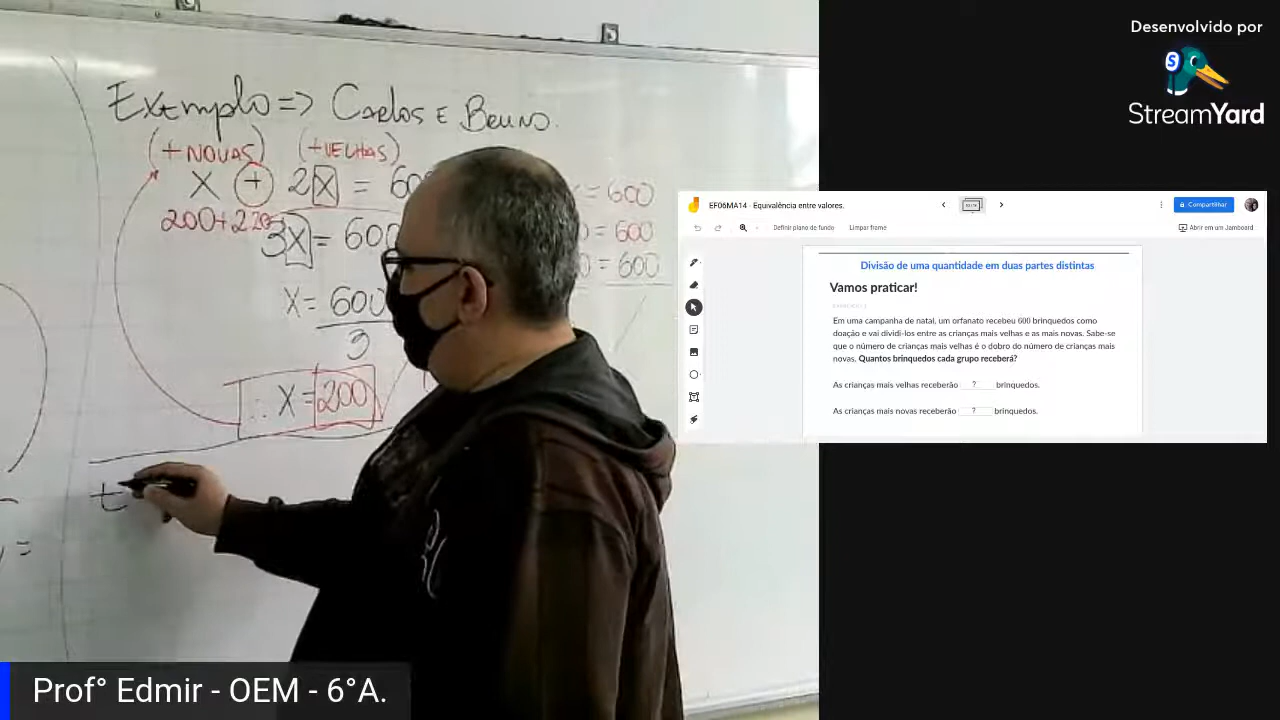 Exemplo => Carlos e Bruno.
(+ NOVAS) (+ VELHAS)
X + 2X = 60
200+2.20
3X = 600
X = 600
3
∴ X = 200
= 600
= 600
= 600
t
=
Desenvolvido por
StreamYard
EF06MA14 - Equivalência entre valores.
Compartilhar
Definir plano de fundo Limpar frame
Abrir em um Jamboard
Divisão de uma quantidade em duas partes distintas
Vamos praticar!
Em uma campanha de natal, um orfanato recebeu 600 brinquedos como
doação e vai dividi-los entre as crianças mais velhas e as mais novas. Sabe-se
que o número de crianças mais velhas é o dobro do número de crianças mais
novas. Quantos brinquedos cada grupo receberá?
As crianças mais velhas receberão ? brinquedos.
As crianças mais novas receberão ? brinquedos.
Prof° Edmir - OEM - 6°A.